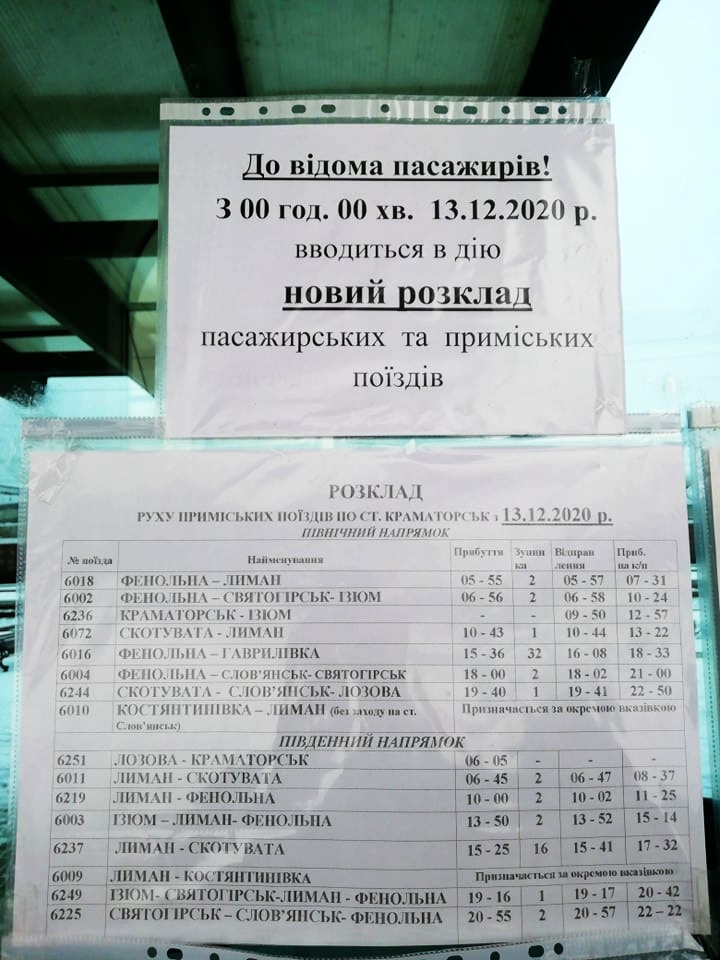 До відома пасажирів!
З 00 год. 00 хв. 13.12.2020 р.
вводиться в дію
новий розклад
пасажирських та приміських
поїздів
РОЗКЛАД
РУХУ ПРИМІСЬКИХ ПОЇЗДІВ ПО СТ. КРАМАТОРСЬК з 13.12.2020 р.
ПІВНІЧНИЙ НАПРЯМОК
№ поїзда Найменування Прибуття Зупин Відправ Приб.
ка лення на к/п
6018 ФЕНОЛЬНА – ЛИМАН 05 - 55 2 05 - 57 07 - 31
6002 ФЕНОЛЬНА – СВЯТОГІРСЬК- ІЗЮМ 06 - 56 2 06 - 58 10 - 24
6236 КРАМАТОРСЬК - ІЗЮМ - - 09 - 50 12 - 57
6072 СКОТУВАТА - ЛИМАН 10 - 43 1 10 - 44 13 - 22
6016 ФЕНОЛЬНА – ГАВРИЛІВКА 15 - 36 32 16 - 08 18 - 33
6004 ФЕНОЛЬНА – СЛОВ'ЯНСЬК- СВЯТОГІРСЬК 18 - 00 2 18 - 02 21 - 00
6244 СКОТУВАТА - СЛОВ'ЯНСЬК- ЛОЗОВА 19 - 40 1 19 - 41 22 - 50
6010 КОСТЯНТИНІВКА – ЛИМАН (без заходу на ст. Призначається за окремою вказівкою
Слов'янськ)
ПІВДЕННИЙ НАПРЯМОК
6251 ЛОЗОВА - КРАМАТОРСЬК 06 - 05 - - -
6011 ЛИМАН - СКОТУВАТА 06 - 45 2 06 - 47 08 - 37
6219 ЛИМАН - ФЕНОЛЬНА 10 - 00 2 10 - 02 11 - 25
6003 ІЗЮМ – ЛИМАН- ФЕНОЛЬНА 13 - 50 2 13 - 52 15 - 14
6237 ЛИМАН - СКОТУВАТА 15 - 25 16 15 - 41 17 - 32
6009 ЛИМАН - КОСТЯНТИНІВКА Призначається за окремою вказівкою
6249 ІЗЮМ- СВЯТОГІРСЬК-ЛИМАН - ФЕНОЛЬНА 19 - 16 1 19 - 17 20 - 42
6225 СВЯТОГІРСЬК – СЛОВ'ЯНСЬК- ФЕНОЛЬНА 20 - 55 2 20 - 57 22 – 22